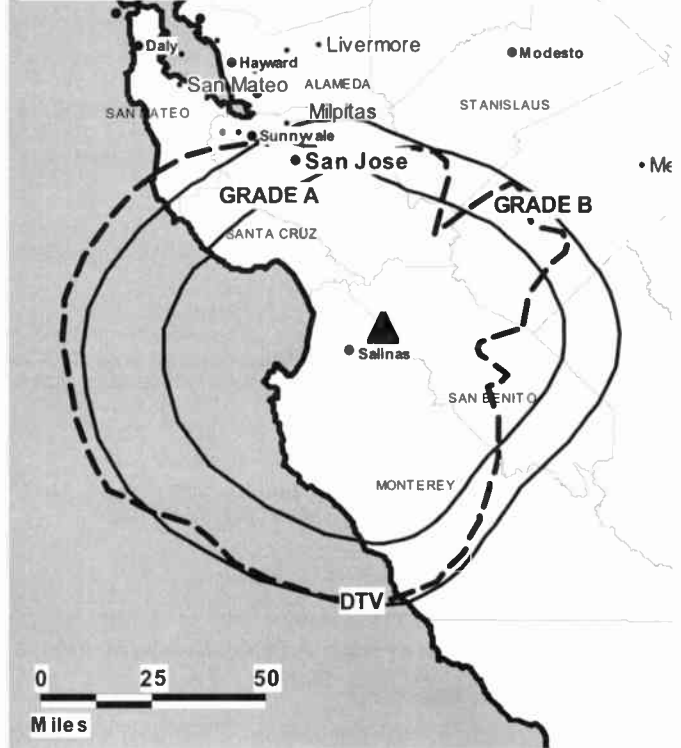 Daly
Livermore
Hayward
Modesto
San Mateo
ALAMEDA
STANISLAUS
SAN MATEO
Milpitas
Sunnyvale
San Jose
Me
GRADE A
GRADE B
SANTA CRUZ
Salinas
SAN BENITO
MONTEREY
DTV
0 25 50
Miles